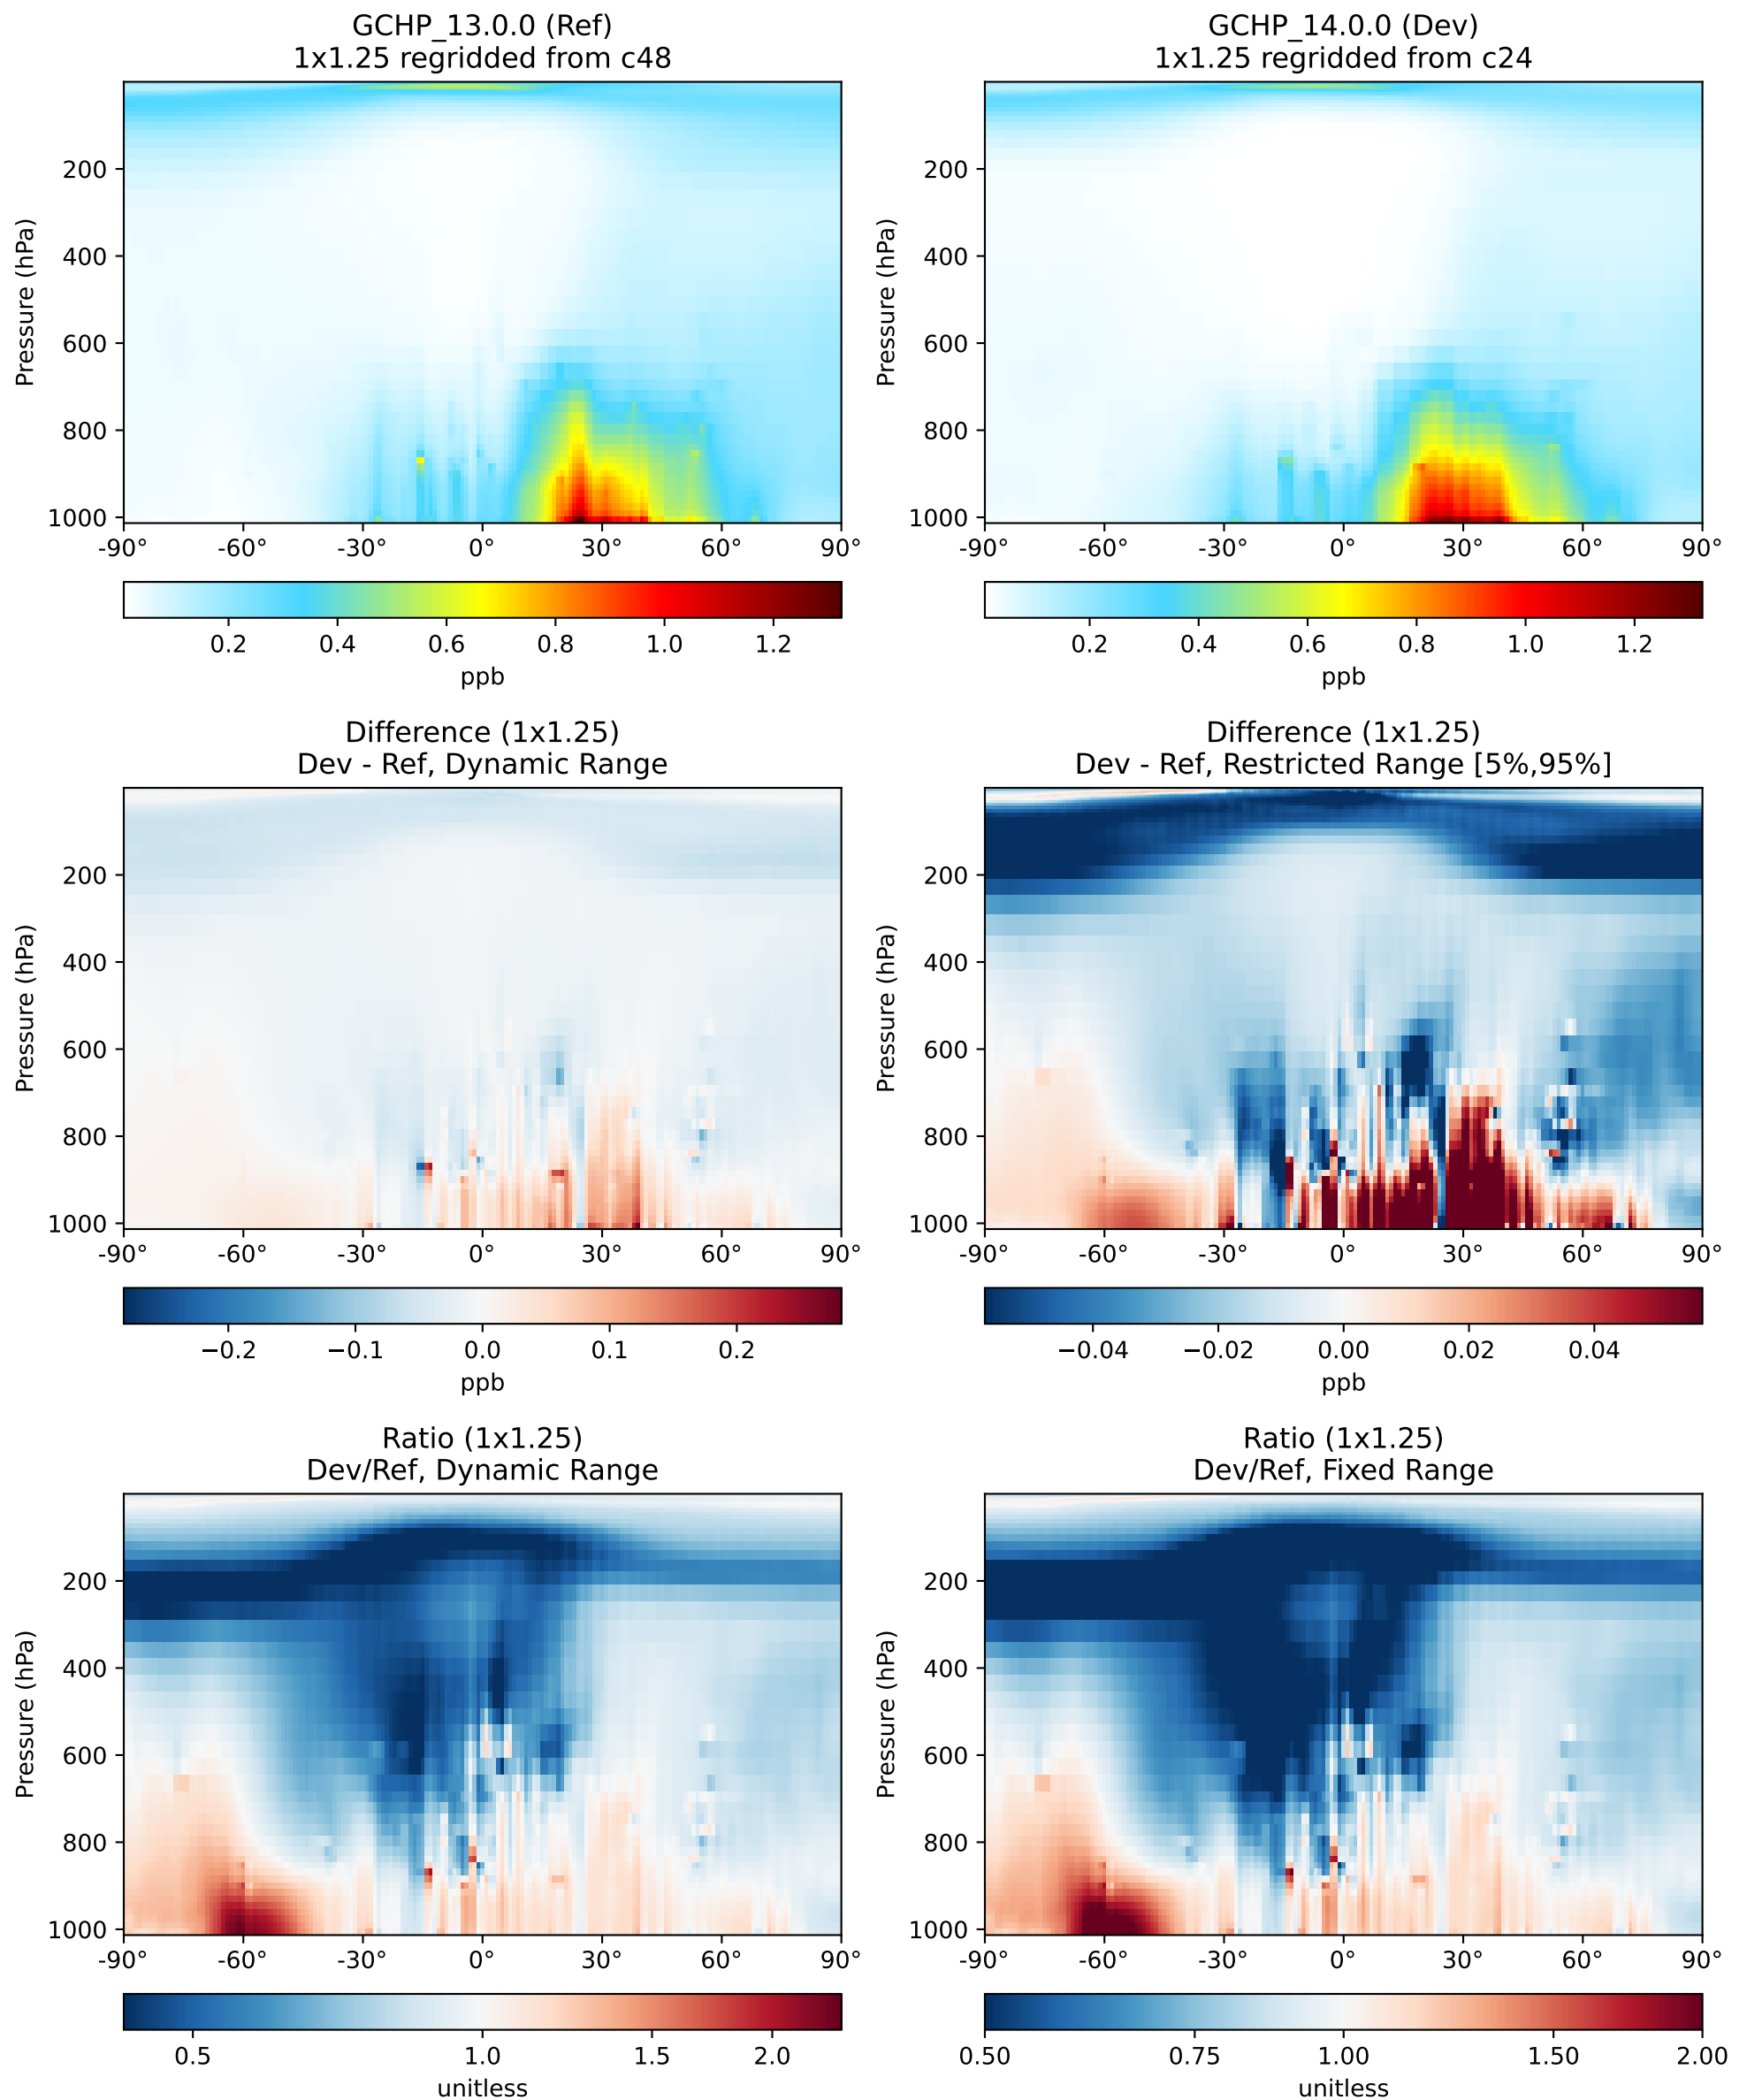 GCHP_13.0.0 (Ref)
1x1.25 regridded from c48
Pressure (hPa)
200
400
600
800
1000
-90° -60° -30° 0° 30° 60° 90°
0.2 0.4 0.6 0.8 1.0 1.2
ppb
GCHP_14.0.0 (Dev)
1x1.25 regridded from c24
Pressure (hPa)
200
400
600
800
1000
-90° -60° -30° 0° 30° 60° 90°
0.2 0.4 0.6 0.8 1.0 1.2
ppb
Difference (1x1.25)
Dev - Ref, Dynamic Range
Pressure (hPa)
200
400
600
800
1000
-90° -60° -30° 0° 30° 60° 90°
−0.2 −0.1 0.0 0.1 0.2
ppb
Difference (1x1.25)
Dev - Ref, Restricted Range [5%,95%]
Pressure (hPa)
200
400
600
800
1000
-90° -60° -30° 0° 30° 60° 90°
−0.04 −0.02 0.00 0.02 0.04
ppb
Ratio (1x1.25)
Dev/Ref, Dynamic Range
Pressure (hPa)
200
400
600
800
1000
-90° -60° -30° 0° 30° 60° 90°
0.5 1.0 1.5 2.0
unitless
Ratio (1x1.25)
Dev/Ref, Fixed Range
Pressure (hPa)
200
400
600
800
1000
-90° -60° -30° 0° 30° 60° 90°
0.50 0.75 1.00 1.50 2.00
unitless